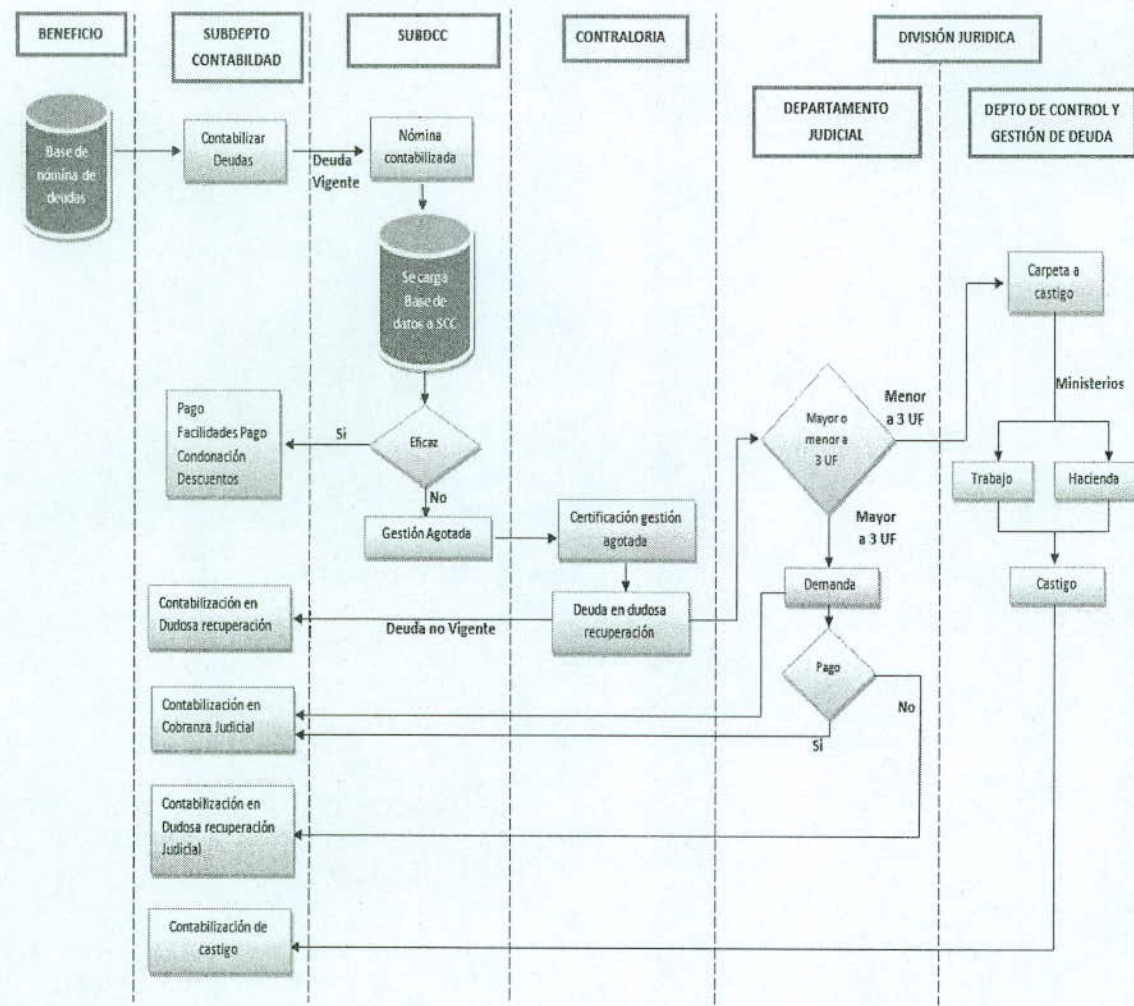 BENEFICIO
SUBDEPTO
CONTABILDAD
SUBDCC
CONTRALORIA
DIVISIÓN JURIDICA
DEPARTAMENTO
JUDICIAL
DEPTO DE CONTROL Y
GESTIÓN DE DEUDA
Base de
nómina de
deudas
Contabilizar
Deudas
Deuda
Vigente
Nómina
contabilizada
Se carga
Base de
datos a SCC
Carpeta a
castigo
Ministerios
Pago
Facilidades Pago
Condonación
Descuentos
Si
Eficaz
No
Mayor o
menor a
3 UF
Menor
a 3 UF
Trabajo
Hacienda
Gestión Agotada
Certificación gestión
agotada
Mayor
a 3 UF
Demanda
Castigo
Contabilización en
Dudosa recuperación
Deuda no Vigente
Deuda en dudosa
recuperación
Pago
No
Si
Contabilización en
Cobranza Judicial
Contabilización en
Dudosa recuperación
Judicial
Contabilización de
castigo